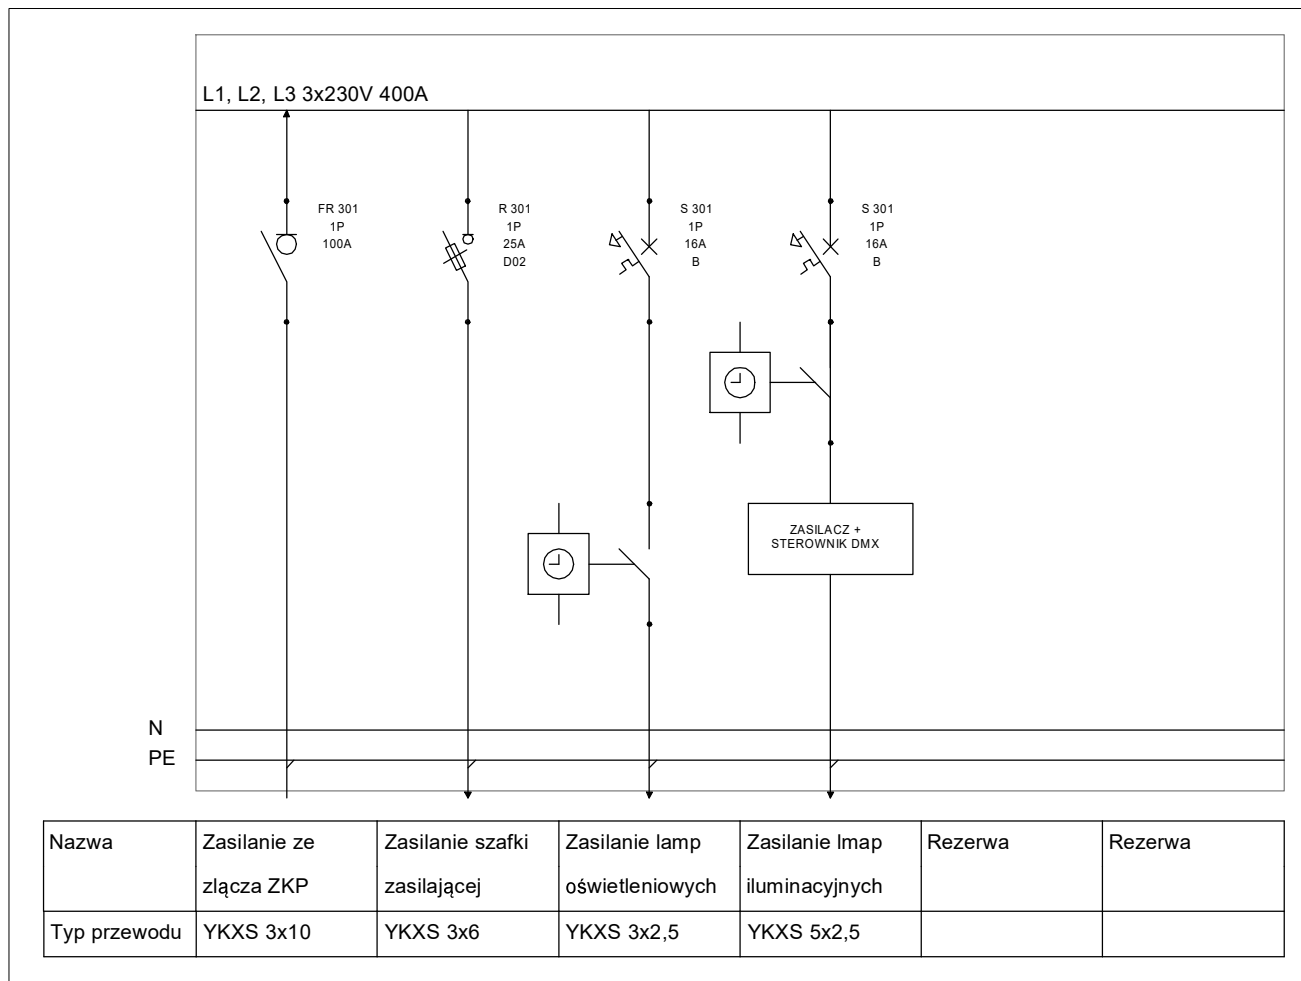 L1, L2, L3 3x230V 400A
FR 301
1P
100A
R 301
1P
25A
D02
S 301
1P
16A
B
S 301
1P
16A
B
ZASILACZ +
STEROWNIK DMX
N
PE
Nazwa
Zasilanie ze
zlącza ZKP
Zasilanie szafki
zasilającej
Zasilanie lamp
oświetleniowych
Zasilanie lmap
iluminacyjnych
Rezerwa
Rezerwa
Typ przewodu
YKXS 3x10
YKXS 3x6
YKXS 3x2,5
YKXS 5x2,5